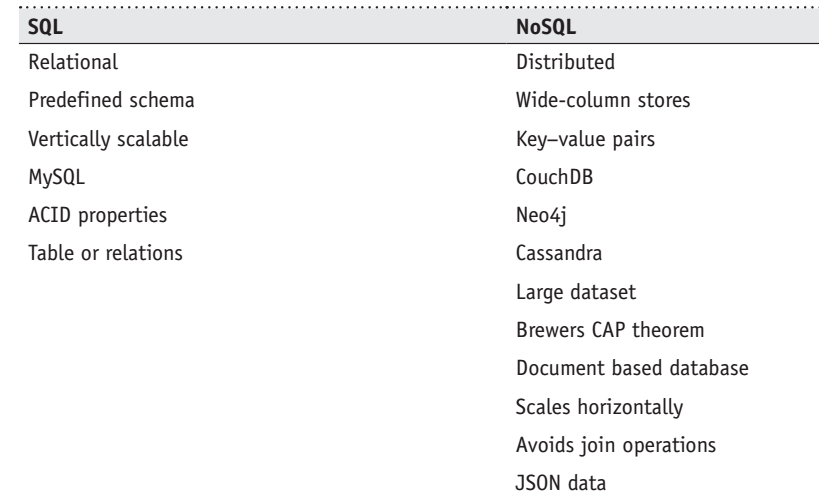 SQL NoSQL
Relational Distributed
Predefined schema Wide-column stores
Vertically scalable Key–value pairs
MySQL CouchDB
ACID properties Neo4j
Table or relations Cassandra
Large dataset
Brewers CAP theorem
Document based database
Scales horizontally
Avoids join operations
JSON data